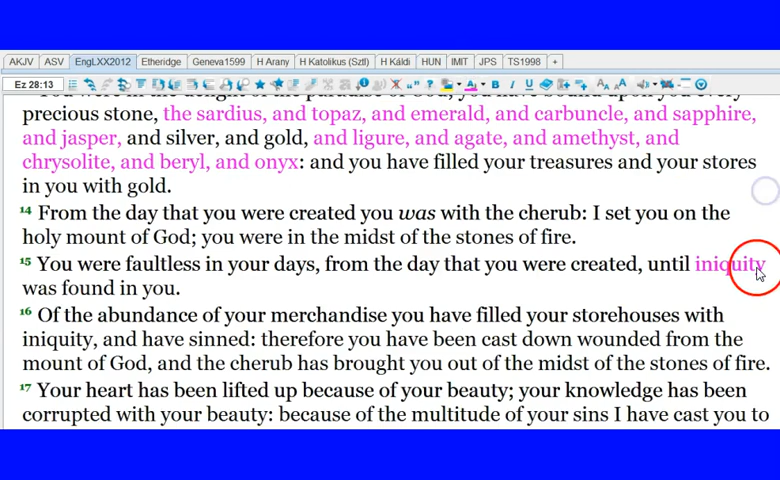 AKJV ASV EngLXX2012 Etheridge Geneva1599 H Arany H Katolikus (Sztl) H Káldi HUN IMIT JPS TS1998 +
Ez 28:13
precious stone, the sardius, and topaz, and emerald, and carbuncle, and sapphire,
and jasper, and silver, and gold, and ligure, and agate, and amethyst, and
chrysolite, and beryl, and onyx: and you have filled your treasures and your stores
in you with gold.
14 From the day that you were created you was with the cherub: I set you on the
holy mount of God; you were in the midst of the stones of fire.
15 You were faultless in your days, from the day that you were created, until iniquity
was found in you.
16 Of the abundance of your merchandise you have filled your storehouses with
iniquity, and have sinned: therefore you have been cast down wounded from the
mount of God, and the cherub has brought you out of the midst of the stones of fire.
17 Your heart has been lifted up because of your beauty; your knowledge has been
corrupted with your beauty: because of the multitude of your sins I have cast you to